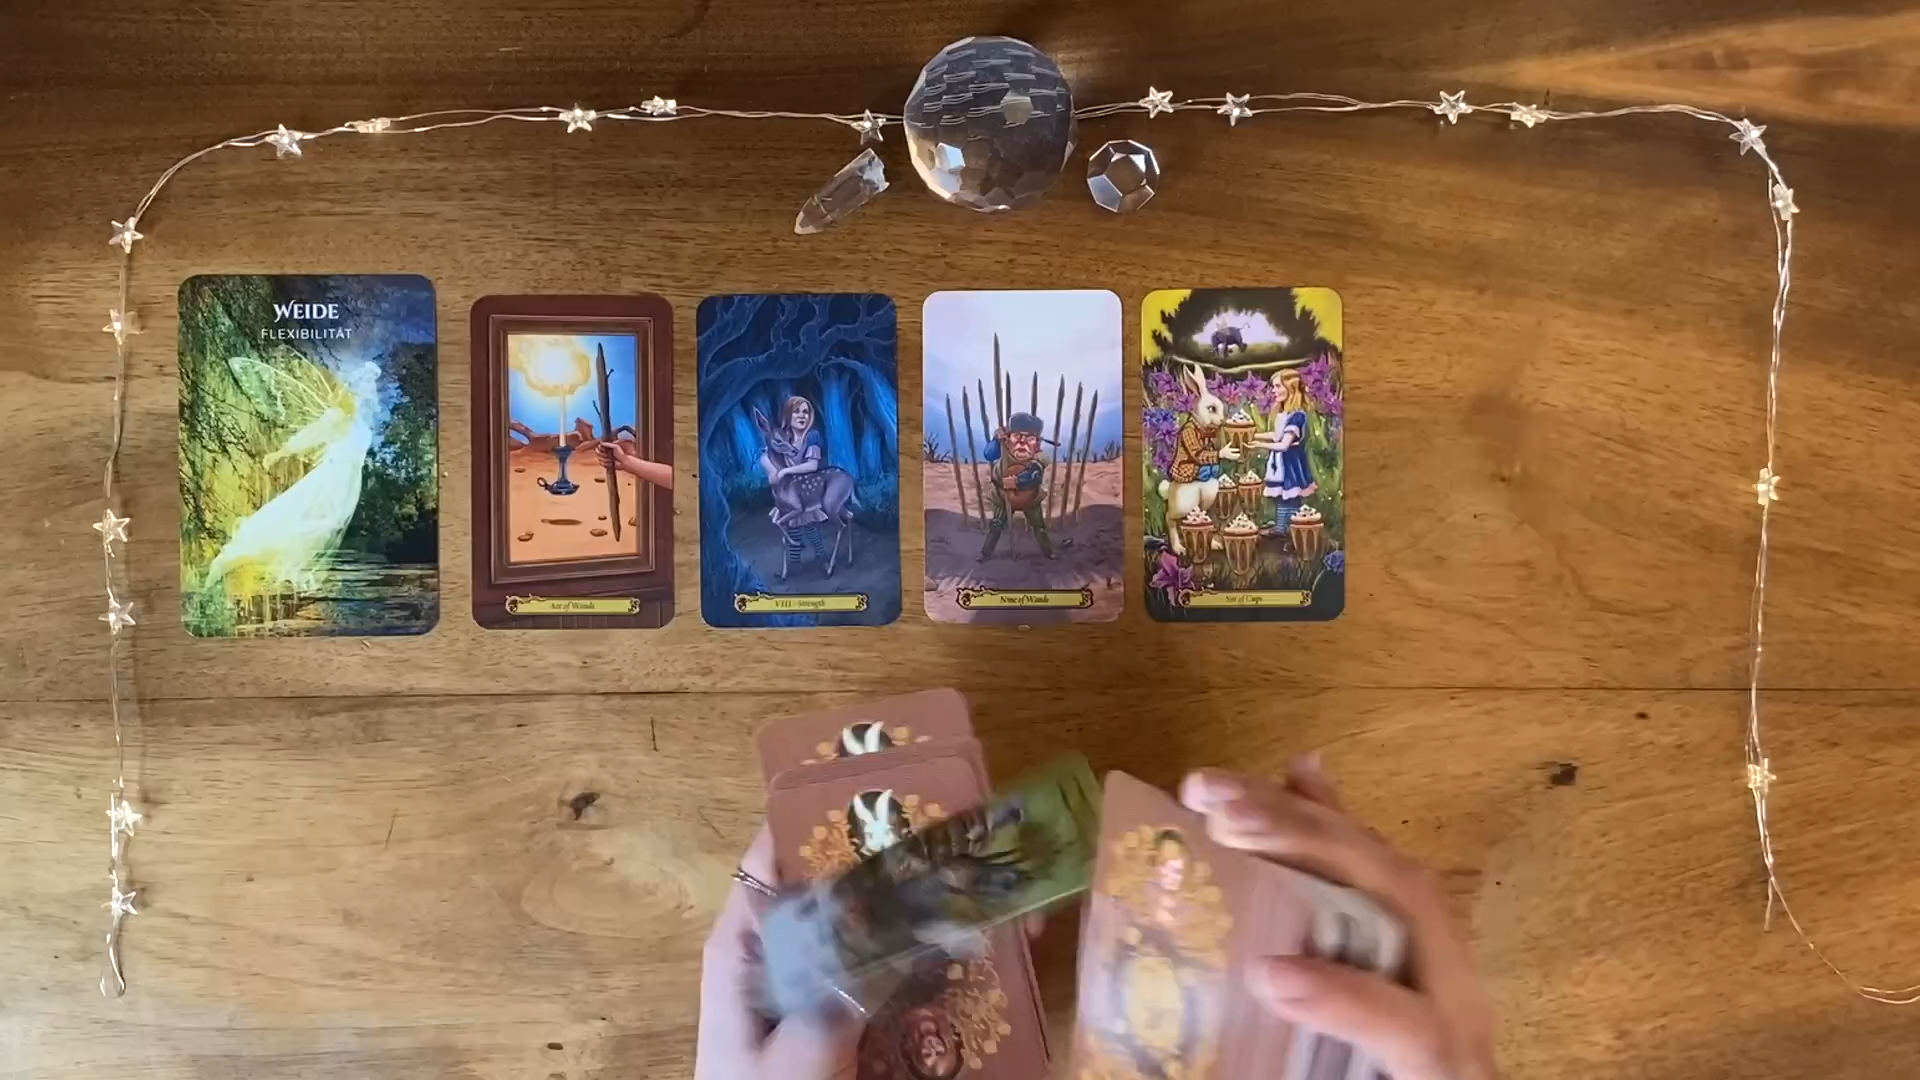 WEIDE
FLEXIBILITÄT
Ace of Wands
VIII - Strength
Nine of Wands
Six of Cups